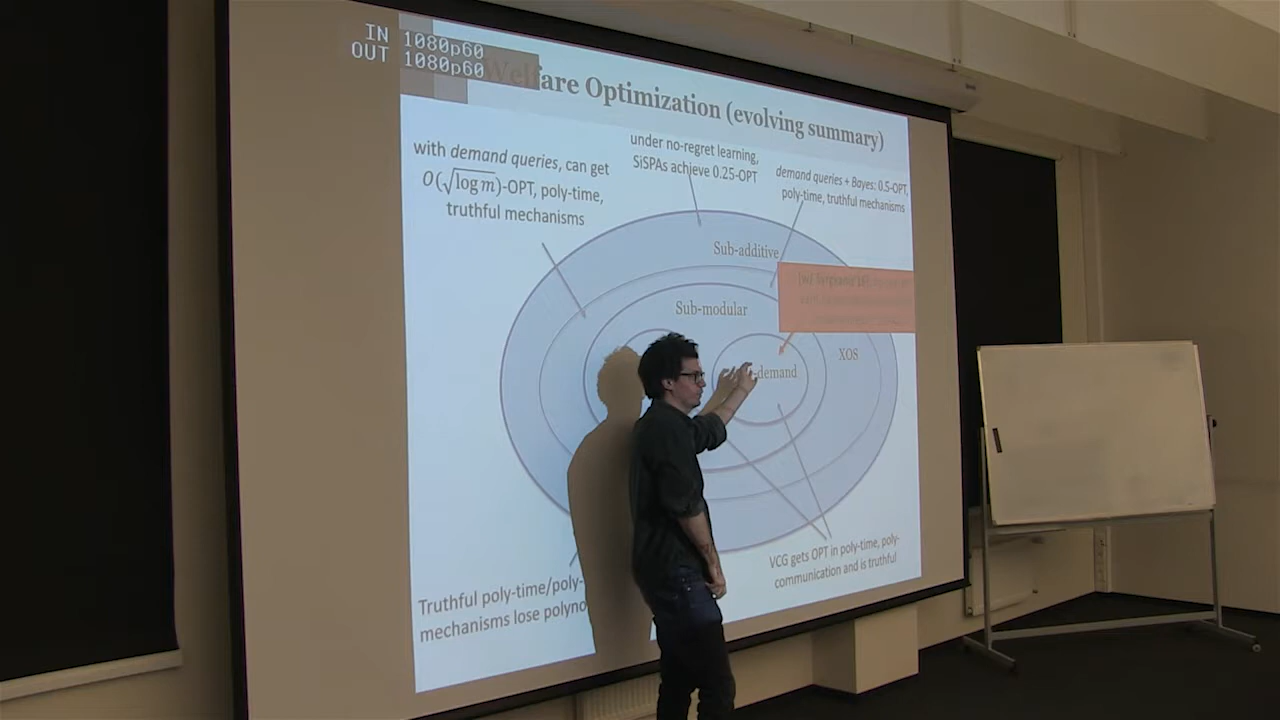 IN 1080p60
OUT 1080p60
Welfare Optimization (evolving summary)
with demand queries, can get
O(√log m)-OPT, poly-time,
truthful mechanisms
under no-regret learning,
SiSPAs achieve 0.25-OPT
demand queries + Bayes: 0.5-OPT,
poly-time, truthful mechanisms
Sub-additive
Sub-modular
XOS
-demand
VCG gets OPT in poly-time, poly-
communication and is truthful
Truthful poly-time/poly-
mechanisms lose polyno